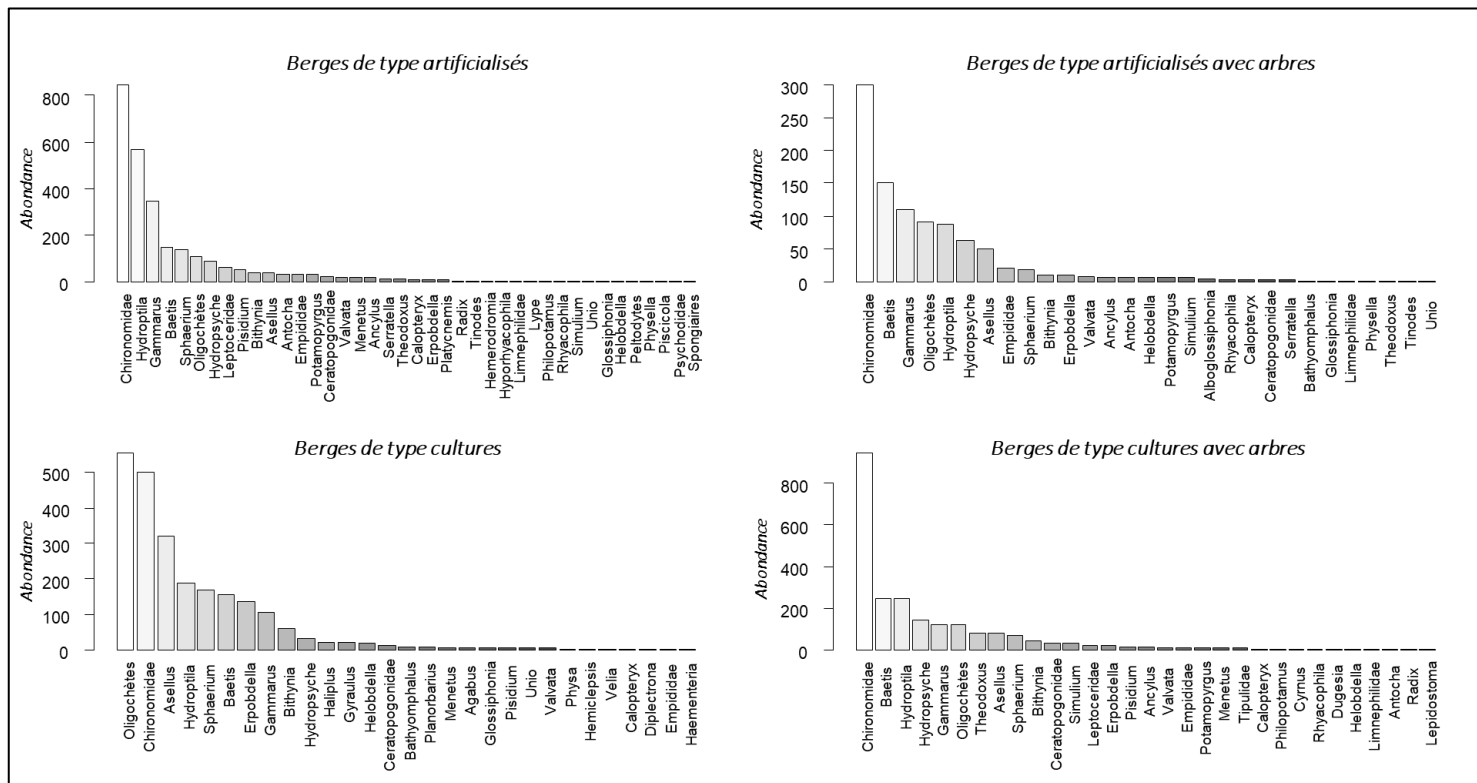 Berges de type artificialisés
Abondance
800
600
400
200
0
Chironomidae
Hydroptila
Gammarus
Baetis
Sphaerium
Oligochètes
Hydropsyche
Leptoceridae
Pisidium
Bithynia
Asellus
Antocha
Empididae
Potamopyrgus
Ceratopogonidae
Valvata
Menetus
Ancylus
Serratella
Theodoxus
Calopteryx
Erpobdella
Platycnemis
Radix
Tinodes
Hemerodromia
Hyporhyacophila
Limnephilidae
Lype
Philopotamus
Rhyacophila
Simulium
Unio
Glossiphonia
Helobdella
Peltodytes
Physella
Piscicola
Psychodidae
Spongiaires
Berges de type artificialisés avec arbres
Abondance
300
250
200
150
100
50
0
Chironomidae
Baetis
Gammarus
Oligochètes
Hydroptila
Hydropsyche
Asellus
Empididae
Sphaerium
Bithynia
Erpobdella
Valvata
Ancylus
Antocha
Helobdella
Potamopyrgus
Simulium
Alboglossiphonia
Rhyacophila
Calopteryx
Ceratopogonidae
Serratella
Bathyomphalus
Glossiphonia
Limnephilidae
Physella
Theodoxus
Tinodes
Unio
Berges de type cultures
Abondance
500
400
300
200
100
0
Oligochètes
Chironomidae
Asellus
Hydroptila
Sphaerium
Baetis
Erpobdella
Gammarus
Bithynia
Hydropsyche
Haliplus
Gyraulus
Helobdella
Ceratopogonidae
Bathyomphalus
Planorbarius
Menetus
Agabus
Glossiphonia
Pisidium
Unio
Valvata
Physa
Hemiclepsis
Velia
Calopteryx
Diplectrona
Empididae
Haementeria
Berges de type cultures avec arbres
Abondance
800
600
400
200
0
Chironomidae
Baetis
Hydroptila
Hydropsyche
Gammarus
Oligochètes
Theodoxus
Asellus
Sphaerium
Bithynia
Ceratopogonidae
Simulium
Leptoceridae
Erpobdella
Pisidium
Ancylus
Valvata
Empididae
Potamopyrgus
Menetus
Tipulidae
Calopteryx
Philopotamus
Cyrnus
Rhyacophila
Dugesia
Helobdella
Limnephilidae
Antocha
Radix
Lepidostoma